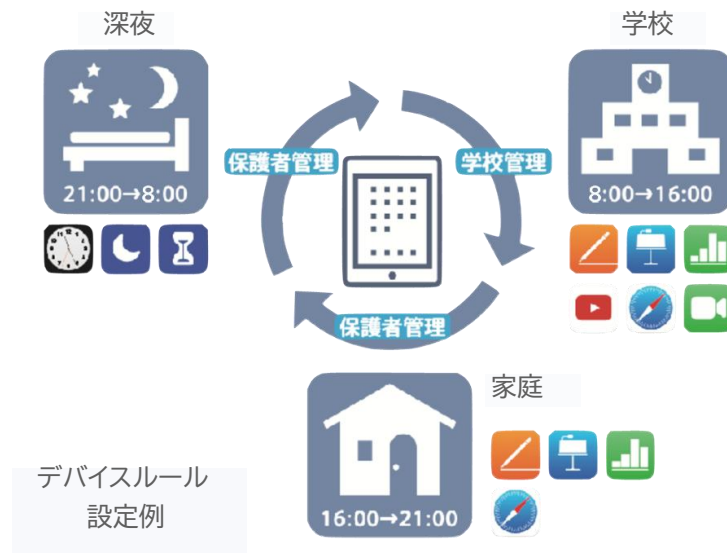 深夜
学校
21:00→8:00
8:00→16:00
保護者管理
学校管理
保護者管理
家庭
16:00→21:00
デバイスルール
設定例